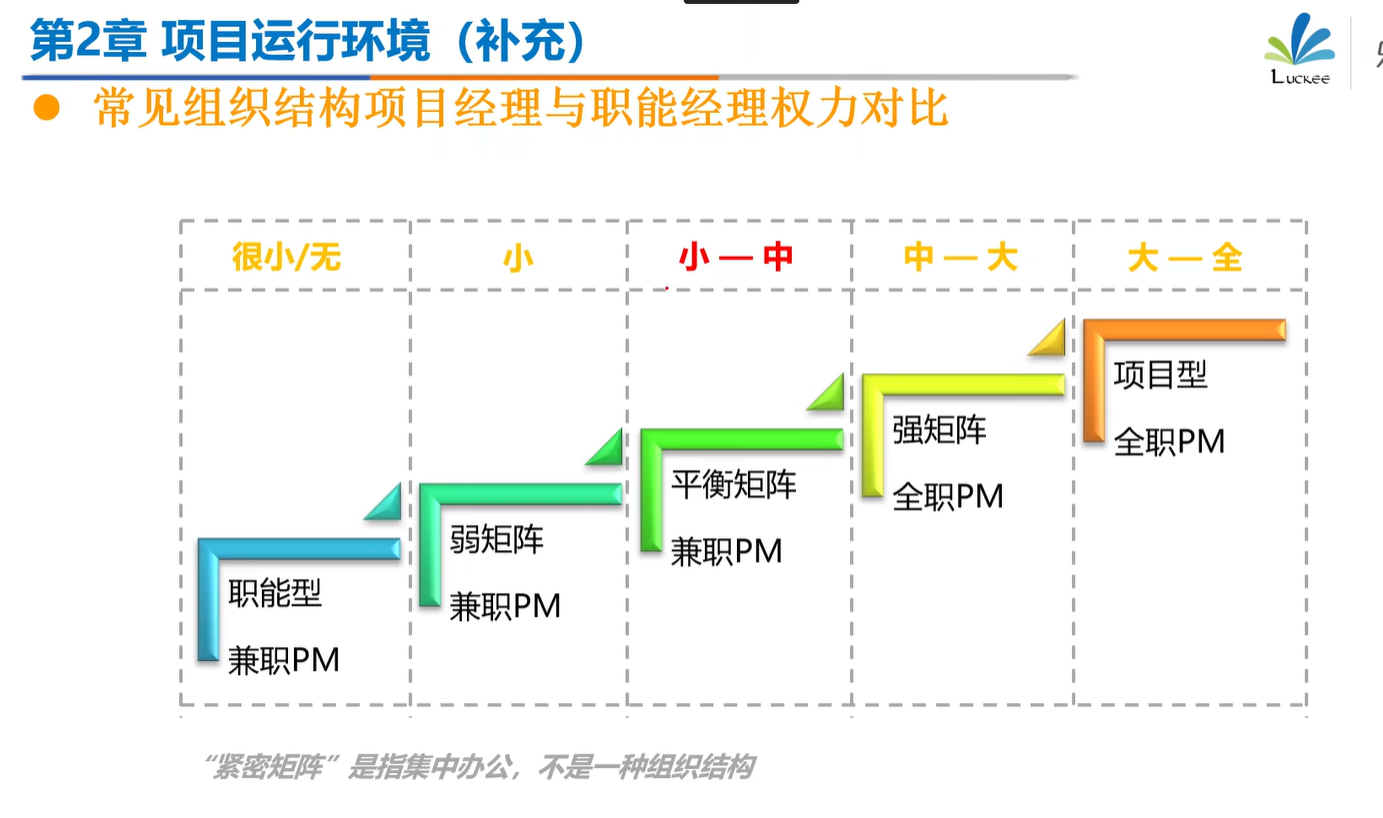 第2章 项目运行环境（补充）
LUCKEE
常见组织结构项目经理与职能经理权力对比
很小/无
小
小 — 中
中 — 大
大 — 全
项目型
全职PM
强矩阵
全职PM
平衡矩阵
兼职PM
弱矩阵
兼职PM
职能型
兼职PM
“紧密矩阵”是指集中办公，不是一种组织结构